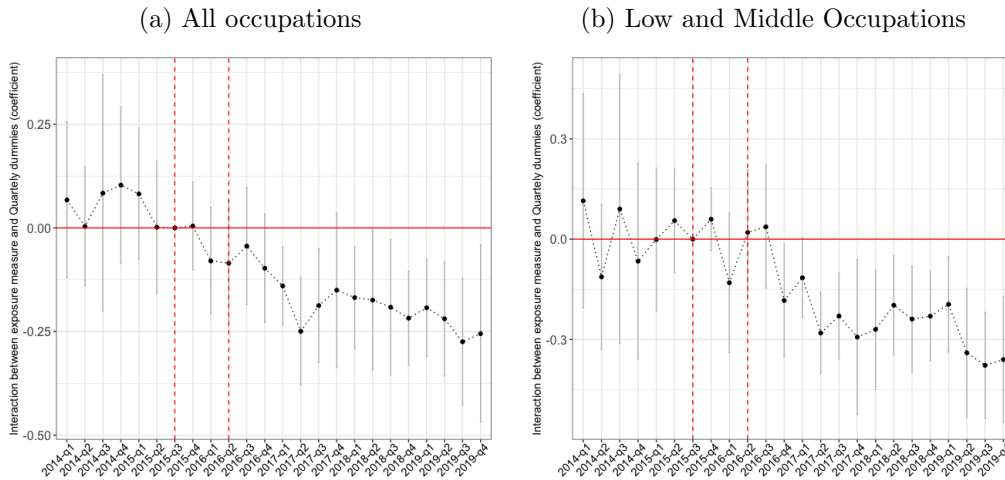 (a) All occupations
Interaction between exposure measure and Quartely dummies (coefficient)
0.25
0.00
-0.25
-0.50
2014-q1
2014-q2
2014-q3
2014-q4
2015-q1
2015-q2
2015-q3
2015-q4
2016-q1
2016-q2
2016-q3
2016-q4
2017-q1
2017-q2
2017-q3
2017-q4
2018-q1
2018-q2
2018-q3
2018-q4
2019-q1
2019-q2
2019-q3
2019-q4
(b) Low and Middle Occupations
Interaction between exposure measure and Quartely dummies (coefficient)
0.3
0.0
-0.3
2014-q1
2014-q2
2014-q3
2014-q4
2015-q1
2015-q2
2015-q3
2015-q4
2016-q1
2016-q2
2016-q3
2016-q4
2017-q1
2017-q2
2017-q3
2017-q4
2018-q1
2018-q2
2018-q3
2018-q4
2019-q1
2019-q2
2019-q3
2019-q4